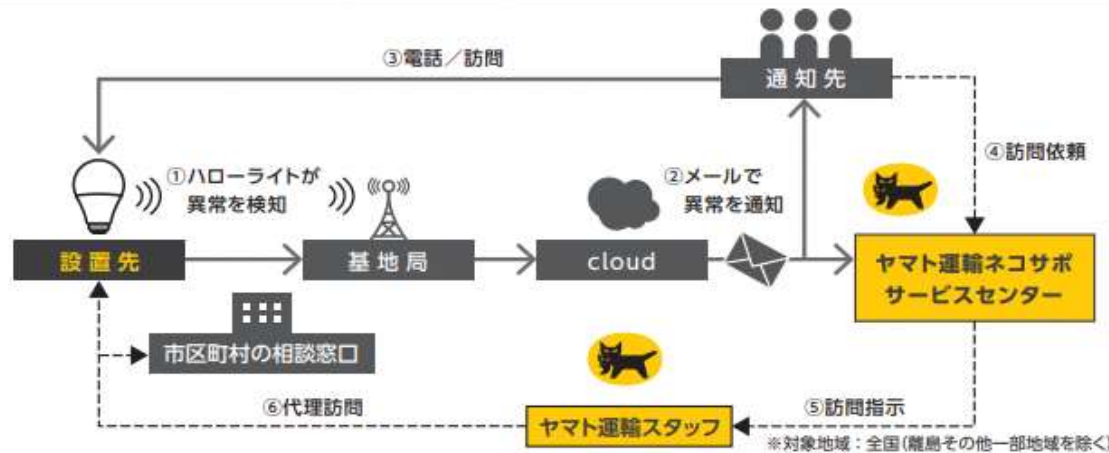 ③電話／訪問
通知先
④訪問依頼
①ハローライトが
異常を検知
②メールで
異常を通知
設置先
基地局
cloud
ヤマト運輸ネコサポ
サービスセンター
市区町村の相談窓口
⑥代理訪問
ヤマト運輸スタッフ
⑤訪問指示
※対象地域：全国(離島その他一部地域を除く)